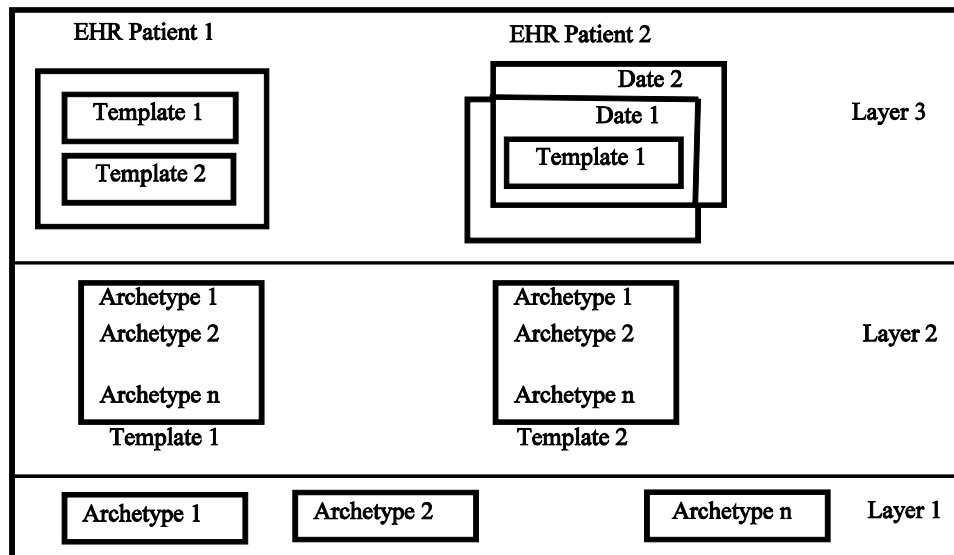 EHR Patient 1
EHR Patient 2
Date 2
Template 1
Date 1
Layer 3
Template 2
Template 1
Archetype 1
Archetype 2
Archetype n
Template 1
Archetype 1
Archetype 2
Archetype n
Template 2
Layer 2
Archetype 1
Archetype 2
Archetype n
Layer 1